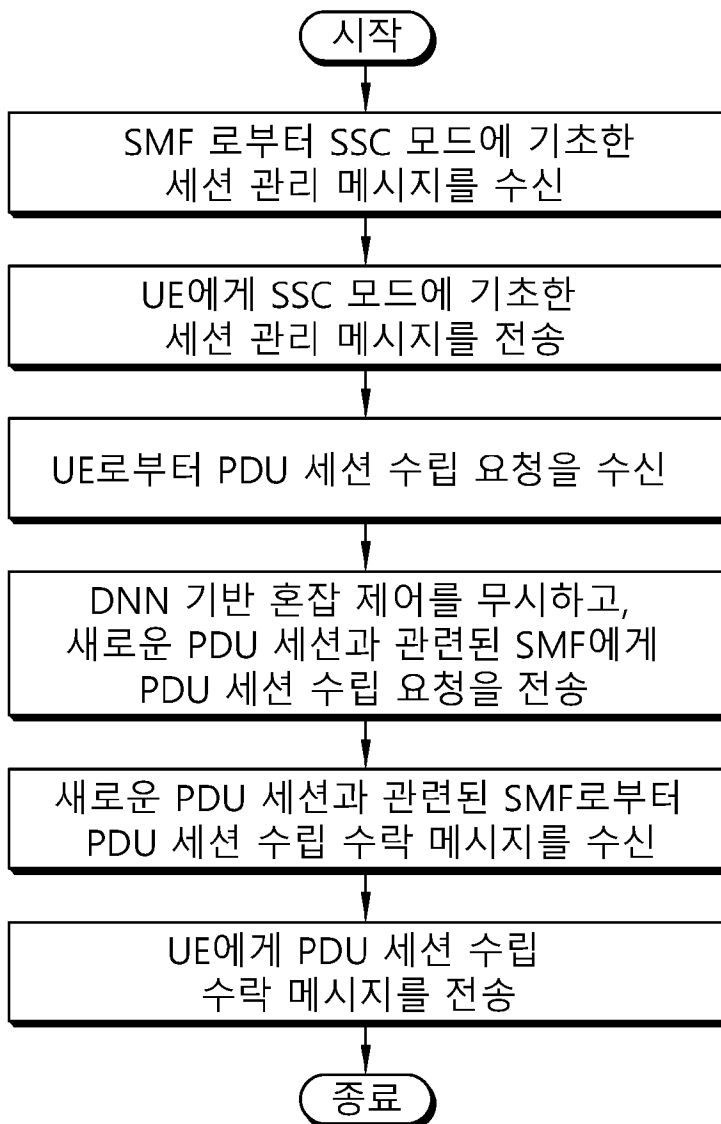 시작
SMF 로부터 SSC 모드에 기초한
세션 관리 메시지를 수신
UE에게 SSC 모드에 기초한
세션 관리 메시지를 전송
UE로부터 PDU 세션 수립 요청을 수신
DNN 기반 혼잡 제어를 무시하고,
새로운 PDU 세션과 관련된 SMF에게
PDU 세션 수립 요청을 전송
새로운 PDU 세션과 관련된 SMF로부터
PDU 세션 수립 수락 메시지를 수신
UE에게 PDU 세션 수립
수락 메시지를 전송
종료